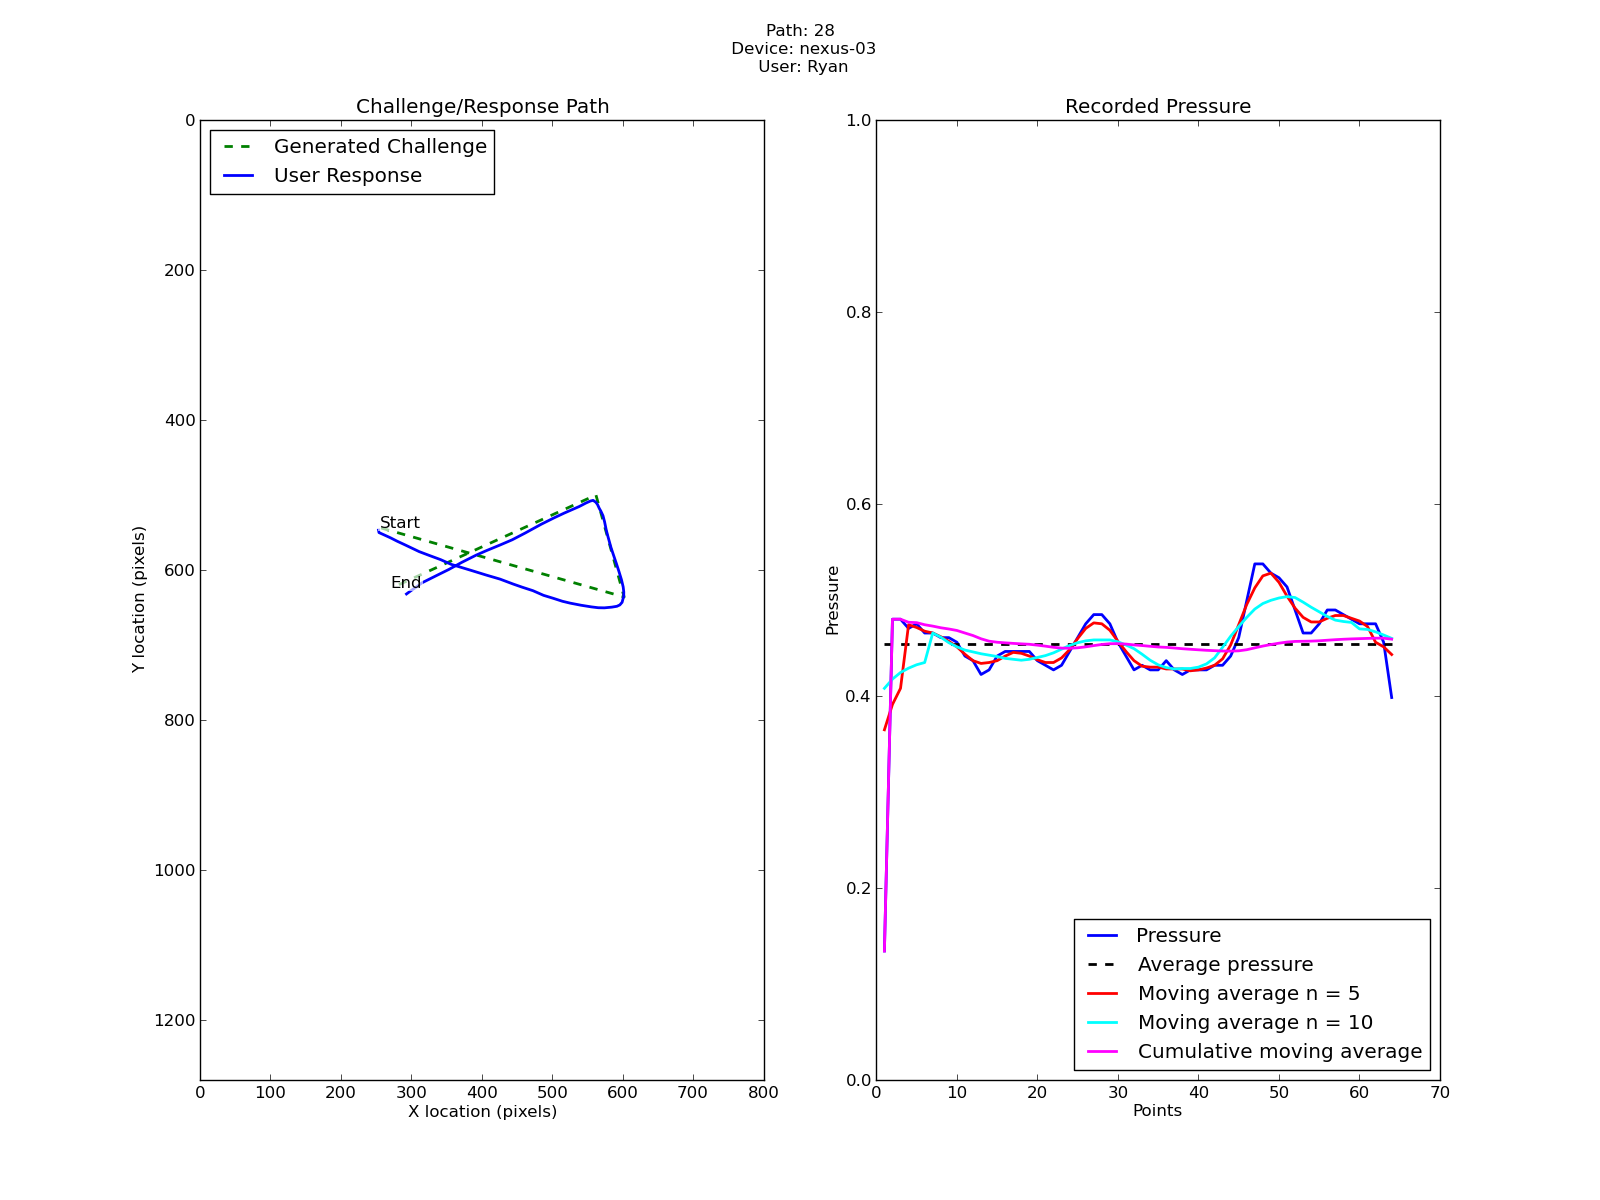 Path: 28
Device: nexus-03
User: Ryan
Challenge/Response Path
Generated Challenge
User Response
0
200
400
600
800
1000
1200
Y location (pixels)
Start
End
0 100 200 300 400 500 600 700 800
X location (pixels)
Recorded Pressure
1.0
0.8
0.6
0.4
0.2
0.0
Pressure
Pressure
Average pressure
Moving average n = 5
Moving average n = 10
Cumulative moving average
0 10 20 30 40 50 60 70
Points